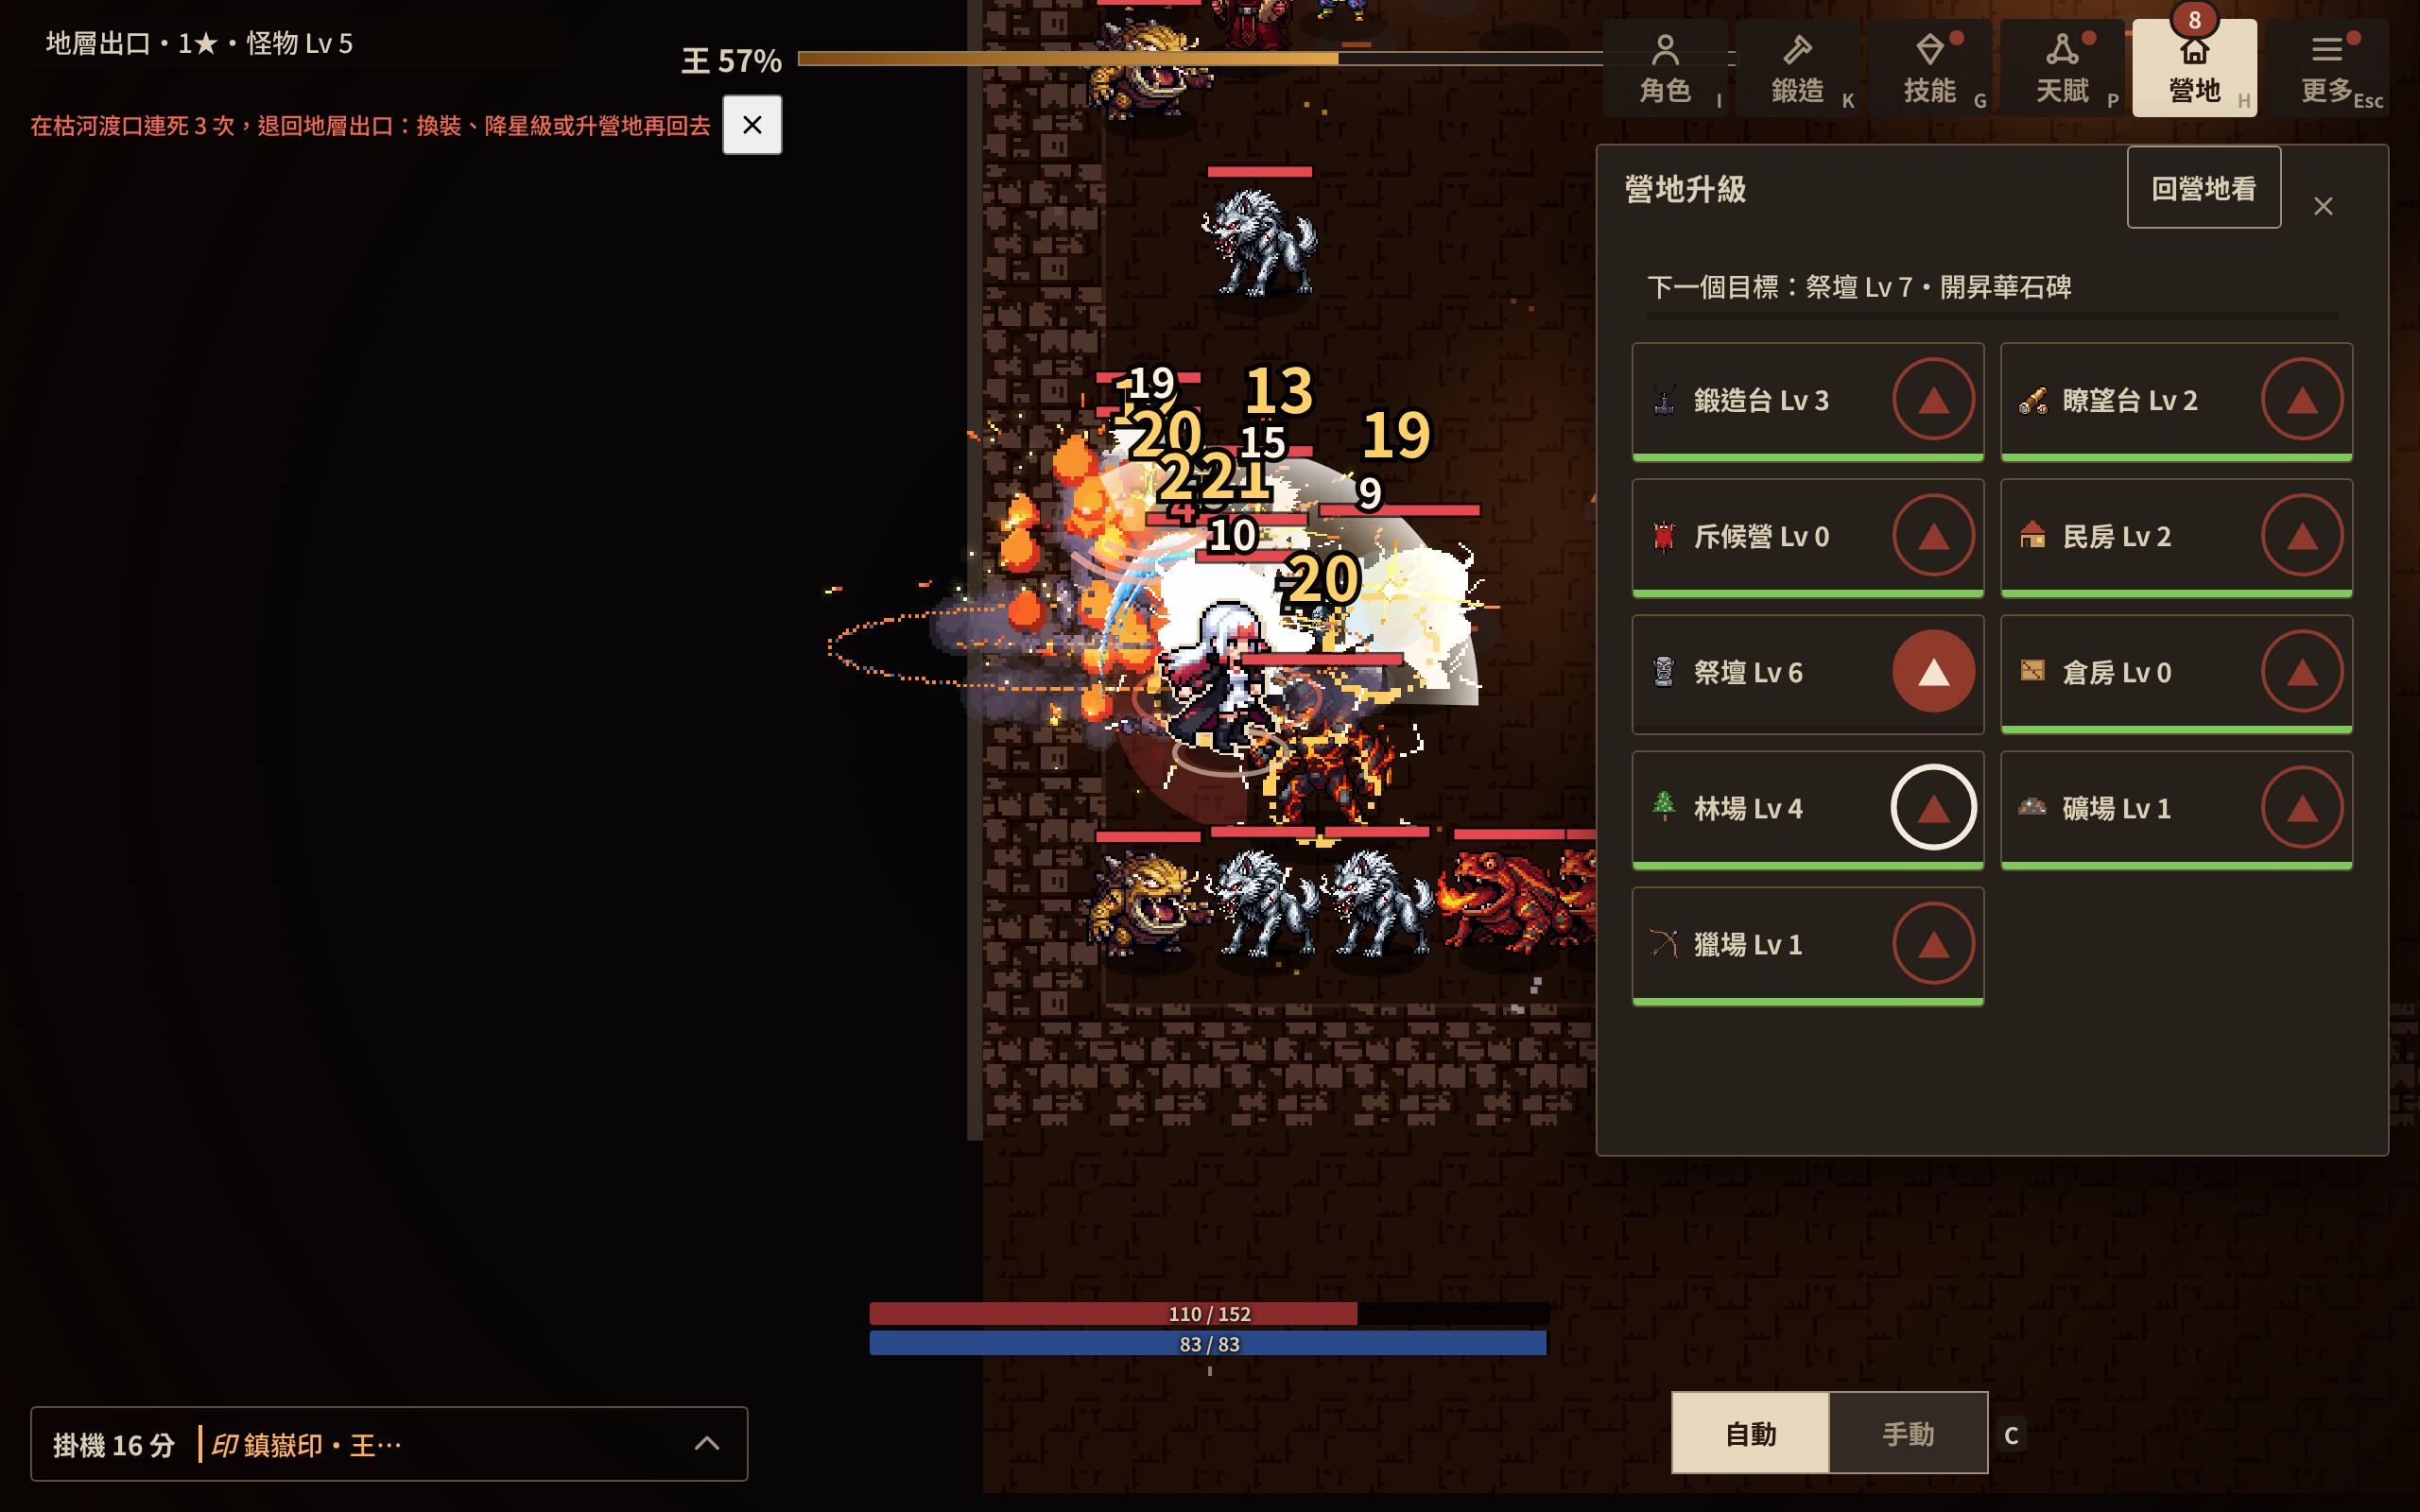 地層出口・1★・怪物 Lv 5
王 57%
在枯河渡口連死 3 次，退回地層出口：換裝、降星級或升營地再回去
角色 I
鍛造 K
技能 G
天賦 P
8
營地 H
更多 Esc
營地升級
回營地看
下一個目標：祭壇 Lv 7・開昇華石碑
鍛造台 Lv 3
瞭望台 Lv 2
斥候營 Lv 0
民房 Lv 2
祭壇 Lv 6
倉房 Lv 0
林場 Lv 4
礦場 Lv 1
獵場 Lv 1
19
13
20
15
19
22
21
9
4
10
20
110 / 152
83 / 83
掛機 16 分
印 鎮嶽印・王…
自動
手動
C